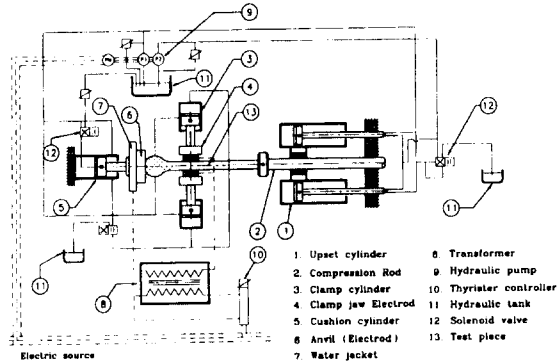 9
PM
P1
P2
3
4
13
11
7
6
12
12
5
2
1
11
11
8
10
Electric source
1. Upset cylinder
2. Compression Rod
3. Clamp cylinder
4. Clamp jaw Electrod
5. Cushion cylinder
6 Anvil (Electrod)
7. Water jacket
8. Transformer
9. Hydraulic pump
10. Thyrister controller
11 Hydraulic tank
12 Solenoid valve
13. Test piece